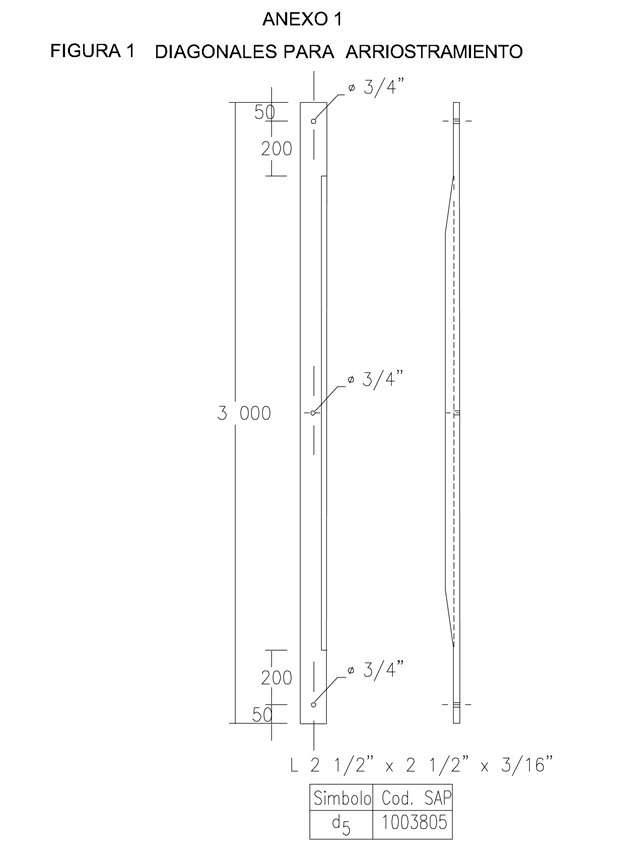 ANEXO 1
FIGURA 1 DIAGONALES PARA ARRIOSTRAMIENTO
ø 3/4"
50
200
ø 3/4"
3 000
ø 3/4"
200
50
L 2 1/2" x 2 1/2" x 3/16"
Simbolo Cod. SAP
d5 1003805